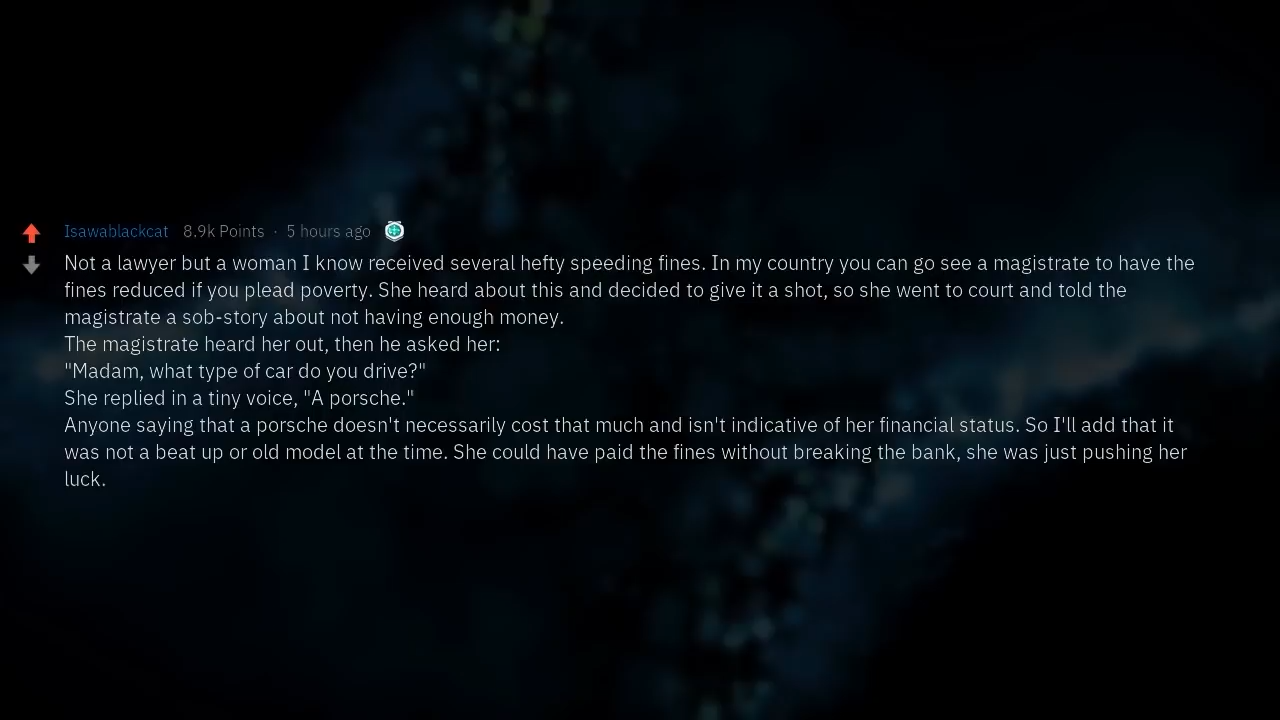 Isawablackcat 8.9k Points · 5 hours ago
Not a lawyer but a woman I know received several hefty speeding fines. In my country you can go see a magistrate to have the
fines reduced if you plead poverty. She heard about this and decided to give it a shot, so she went to court and told the
magistrate a sob-story about not having enough money.
The magistrate heard her out, then he asked her:
"Madam, what type of car do you drive?"
She replied in a tiny voice, "A porsche."
Anyone saying that a porsche doesn't necessarily cost that much and isn't indicative of her financial status. So I'll add that it
was not a beat up or old model at the time. She could have paid the fines without breaking the bank, she was just pushing her
luck.